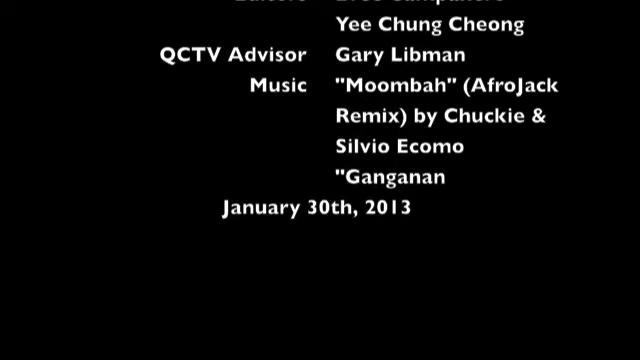 Yee Chung Cheong
QCTV Advisor Gary Libman
Music "Moombah" (AfroJack
Remix) by Chuckie &
Silvio Ecomo
"Ganganan
January 30th, 2013